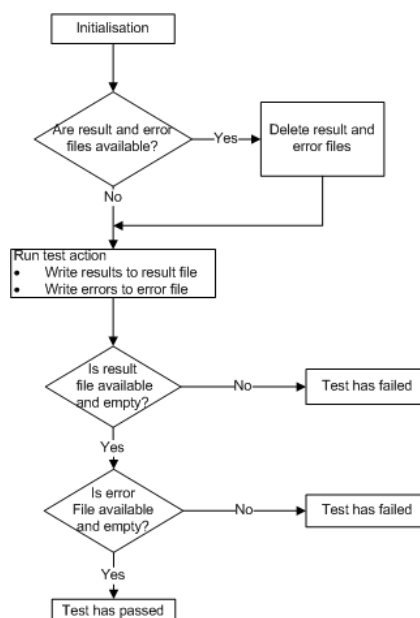 Initialisation
Are result and error
files available?
Yes
Delete result and
error files
No
Run test action
• Write results to result file
• Write errors to error file
Is result
file available
and empty?
No
Test has failed
Yes
Is error
File available
and empty?
No
Test has failed
Yes
Test has passed